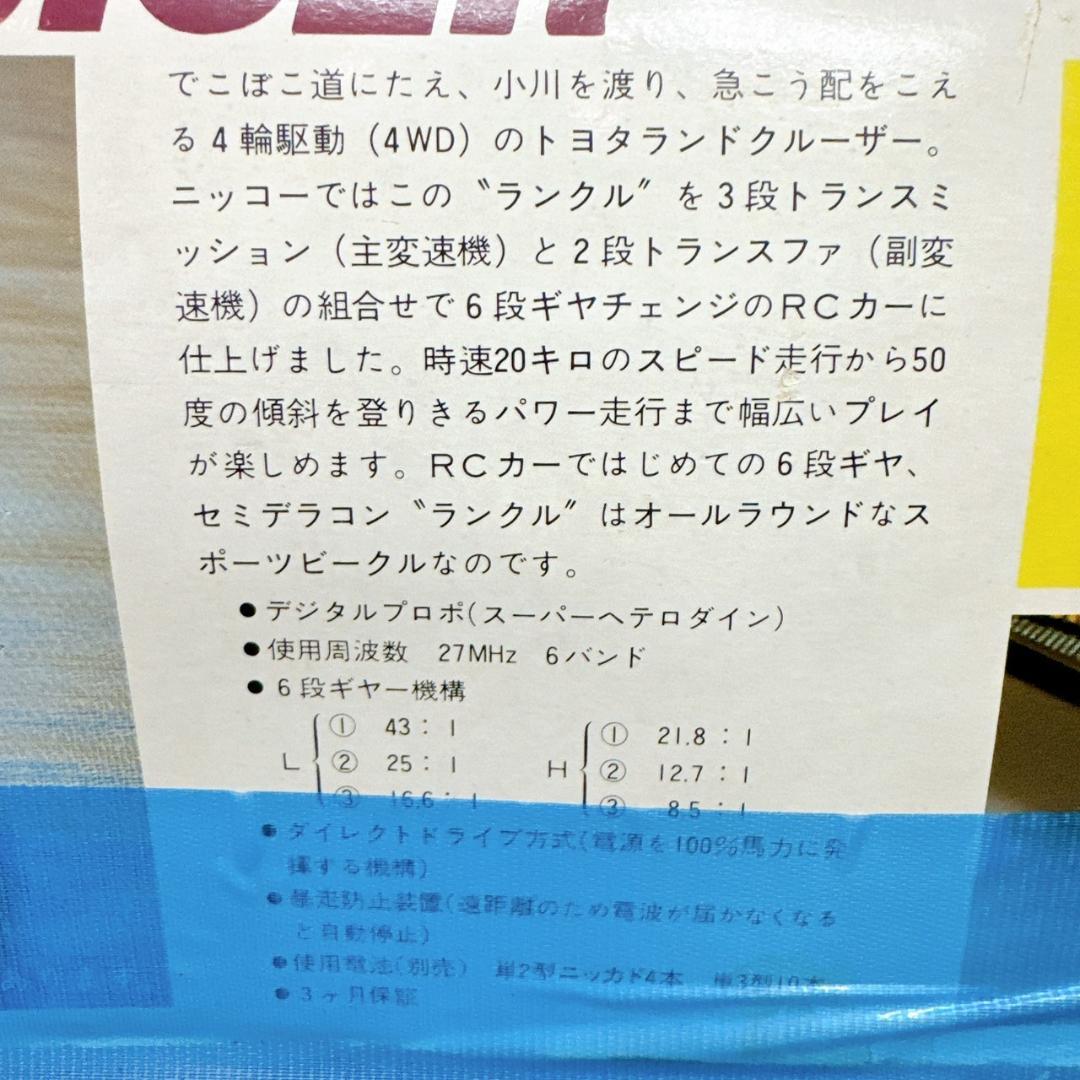 でこぼこ道にたえ、小川を渡り、急こう配をこえ
る4輪駆動（4WD）のトヨタランドクルーザー。
ニッコーではこの〝ランクル〞を3段トランスミ
ッション（主変速機）と2段トランスファ（副変
速機）の組合せで6段ギヤチェンジのRCカーに
仕上げました。時速20キロのスピード走行から50
度の傾斜を登りきるパワー走行まで幅広いプレイ
が楽しめます。RCカーではじめての6段ギヤ、
セミデラコン〝ランクル〞はオールラウンドなス
ポーツビークルなのです。
●デジタルプロポ(スーパーヘテロダイン)
●使用周波数 27MHz 6バンド
●6段ギヤー機構
L ① 43：1 H ① 21.8：1
② 25：1 ② 12.7：1
③ 16.6：1 ③ 8.5：1
●ダイレクトドライブ方式(電源を100%馬力に発
揮する機構)
●暴走防止装置(遠距離のため電波が届かなくなる
と自動停止)
●使用電池(別売) 単2型ニッカド4本 単3型10本
●3ヶ月保証